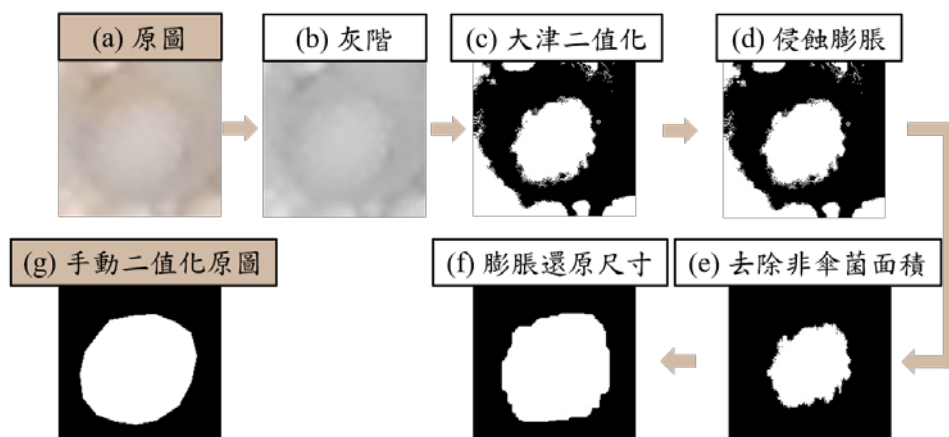 (a) 原圖
(b) 灰階
(c) 大津二值化
(d) 侵蝕膨脹
(g) 手動二值化原圖
(f) 膨脹還原尺寸
(e) 去除非傘菌面積